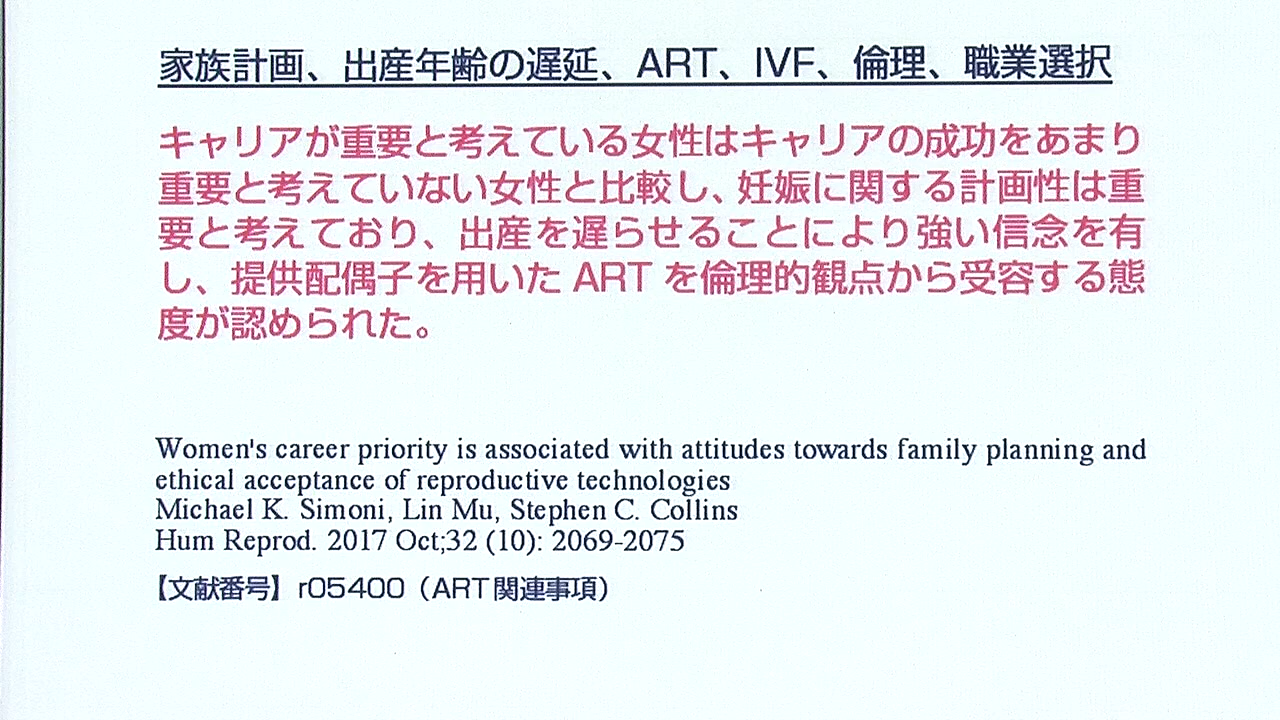 家族計画、出産年齢の遅延、ART、IVF、倫理、職業選択
キャリアが重要と考えている女性はキャリアの成功をあまり
重要と考えていない女性と比較し、妊娠に関する計画性は重
要と考えており、出産を遅らせることにより強い信念を有
し、提供配偶子を用いた ART を倫理的観点から受容する態
度が認められた。
Women's career priority is associated with attitudes towards family planning and
ethical acceptance of reproductive technologies
Michael K. Simoni, Lin Mu, Stephen C. Collins
Hum Reprod. 2017 Oct;32 (10): 2069-2075
【文献番号】r05400（ART関連事項）